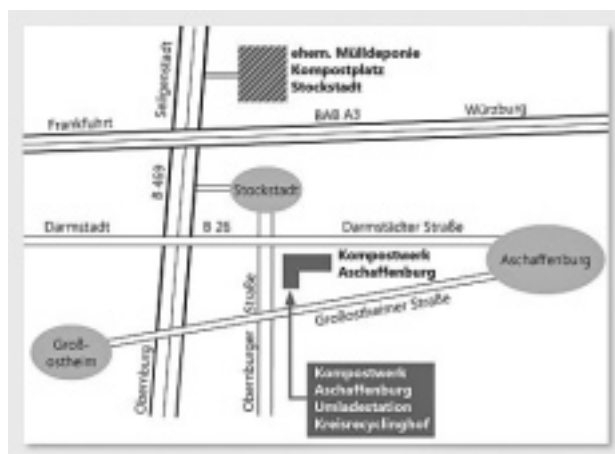 ehem. Mülldeponie
Kompostplatz
Stockstadt
Seligenstadt
Frankfuhrt
BAB A3
Würzburg
B 469
Stockstadt
Darmstadt
B 26
Darmstädter Straße
Kompostwerk
Aschaffenburg
Aschaffenburg
Großostheimer Straße
Groß-
ostheim
Obernburg
Obernburger Straße
Kompostwerk
Aschaffenburg
Umladestation
Kreisrecyclinghof